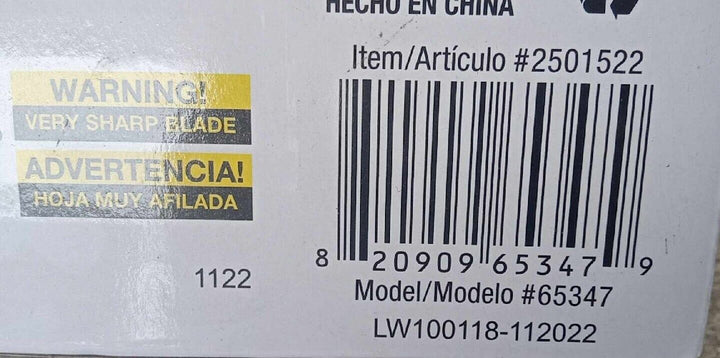 HECHO EN CHINA
Item/Artículo #2501522
WARNING!
VERY SHARP BLADE
ADVERTENCIA!
HOJA MUY AFILADA
8 20909 65347 9
1122
Model/Modelo #65347
LW100118-112022